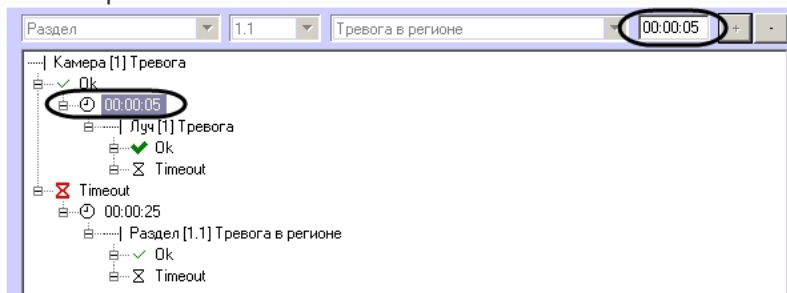 Раздел 1.1 Тревога в регионе 00:00:05 + -
Камера [1] Тревога
Ok
00:00:05
Луч [1] Тревога
Ok
Timeout
Timeout
00:00:25
Раздел [1.1] Тревога в регионе
Ok
Timeout